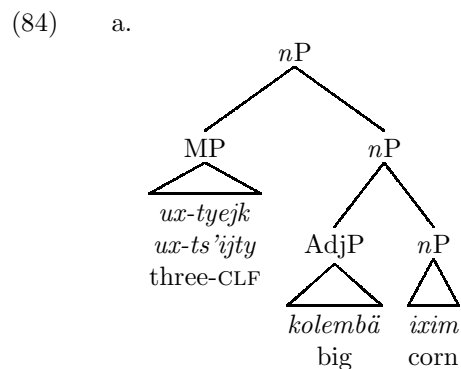 (84) a.
nP
MP nP
ux-tyejk
ux-ts'ijty AdjP nP
three-CLF
kolembä ixim
big corn